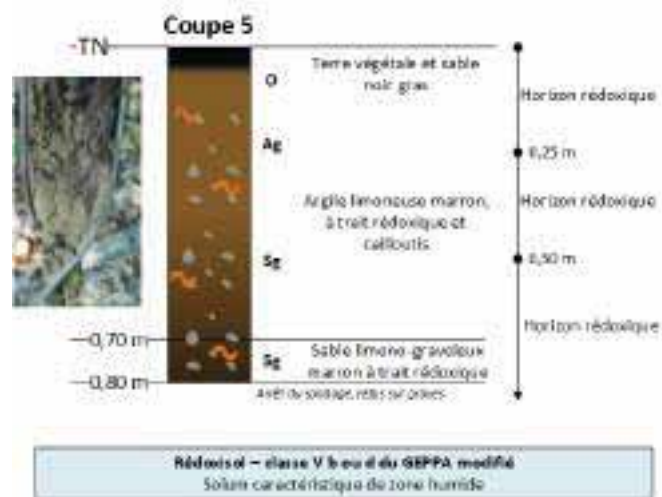 Coupe 5
-TN
Terre végétale et sable
noir gras
O
Horizon rédoxique
Ag
0,25 m
Argile limoneuse marron,
à trait rédoxique et
cailloutis
Horizon rédoxique
Sg
0,50 m
Horizon rédoxique
-0,70 m
Sable limono-graveleux
marron à trait rédoxique
Sg
-0,80 m
Arrêt du sondage, refus sur
Rédoxisol – classe V b ou d du GEPPA modifié
Solum caractéristique de zone humide